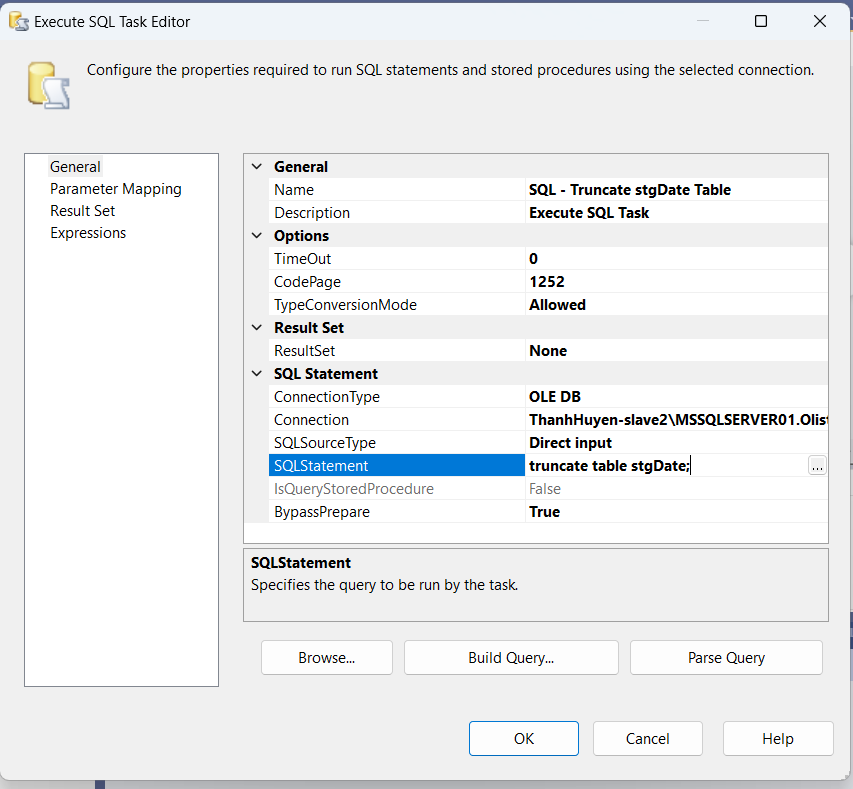 Execute SQL Task Editor
Configure the properties required to run SQL statements and stored procedures using the selected connection.
General
Parameter Mapping
Result Set
Expressions
General
Name SQL - Truncate stgDate Table
Description Execute SQL Task
Options
TimeOut 0
CodePage 1252
TypeConversionMode Allowed
Result Set
ResultSet None
SQL Statement
ConnectionType OLE DB
Connection ThanhHuyen-slave2\MSSQLSERVER01.Olist
SQLSourceType Direct input
SQLStatement truncate table stgDate; ...
IsQueryStoredProcedure False
BypassPrepare True
SQLStatement
Specifies the query to be run by the task.
Browse... Build Query... Parse Query
OK Cancel Help